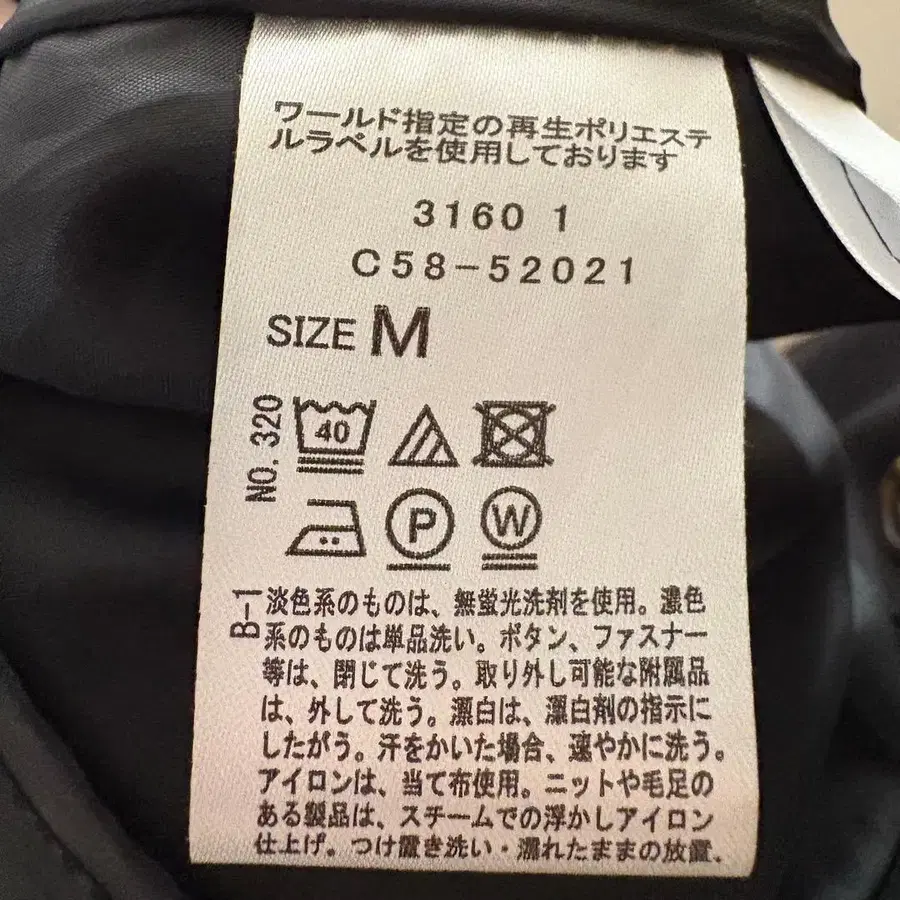 ワールド指定の再生ポリエステ
ルラベルを使用しております
3160 1
C58-52021
SIZE M
NO. 320
40
P
W
B-1
淡色系のものは、無蛍光洗剤を使用。濃色
系のものは単品洗い。ボタン、ファスナー
等は、閉じて洗う。取り外し可能な附属品
は、外して洗う。漂白は、漂白剤の指示に
したがう。汗をかいた場合、速やかに洗う。
アイロンは、当て布使用。ニットや毛足の
ある製品は、スチームでの浮かしアイロン
仕上げ。つけ置き洗い・濡れたままの放置、